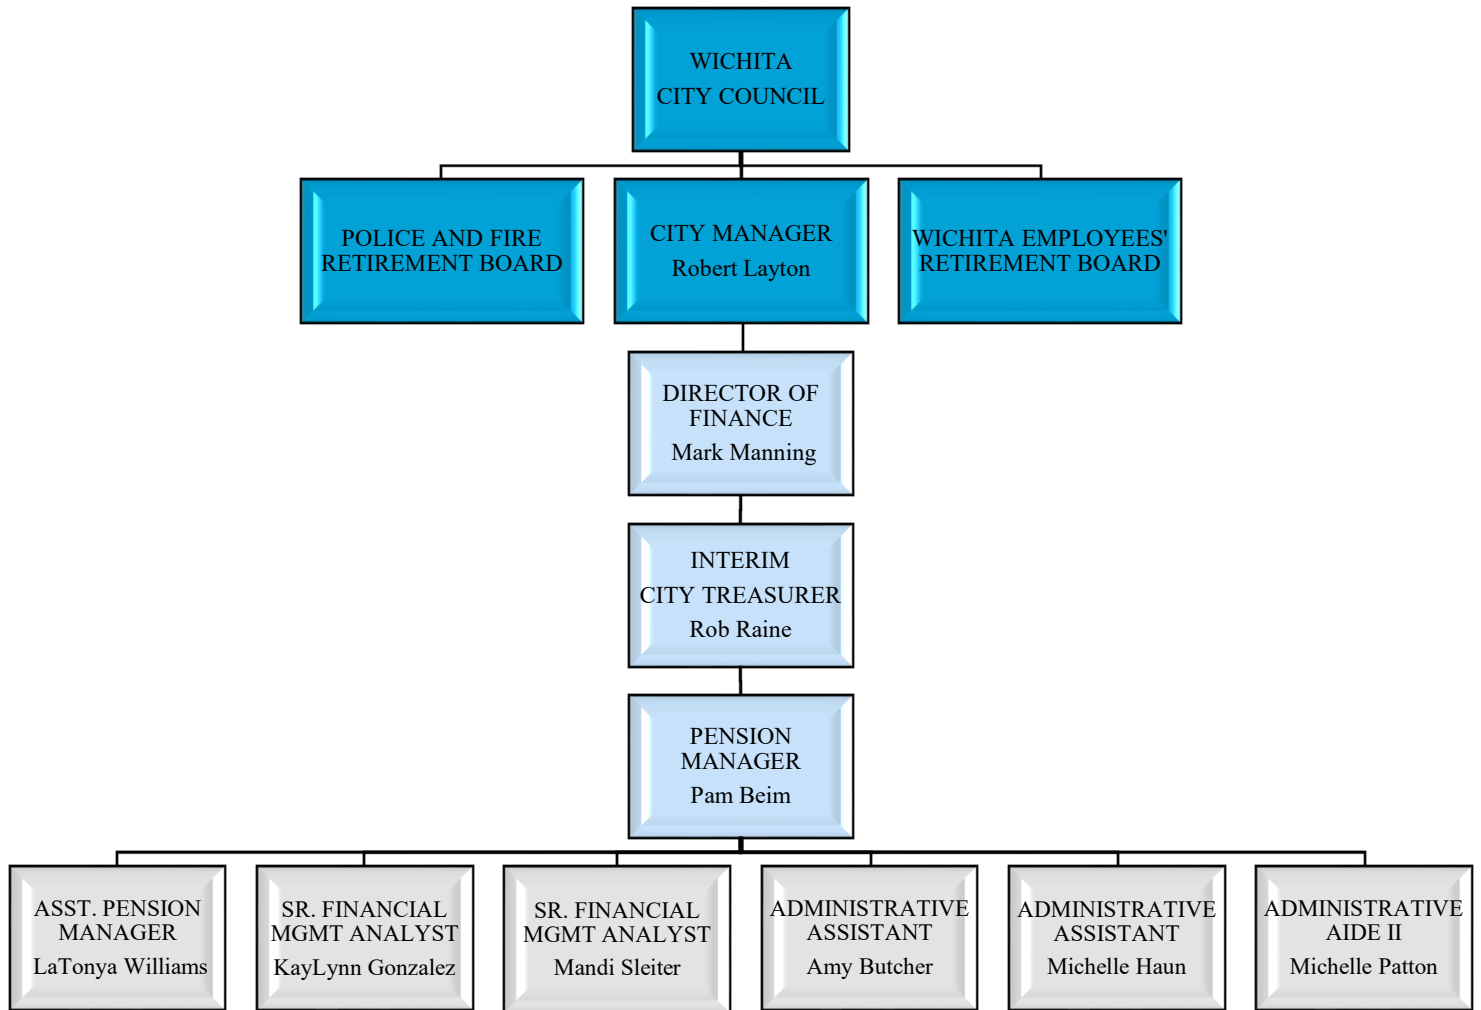 WICHITA
CITY COUNCIL
POLICE AND FIRE
RETIREMENT BOARD
CITY MANAGER
Robert Layton
WICHITA EMPLOYEES'
RETIREMENT BOARD
DIRECTOR OF
FINANCE
Mark Manning
INTERIM
CITY TREASURER
Rob Raine
PENSION
MANAGER
Pam Beim
ASST. PENSION
MANAGER
LaTonya Williams
SR. FINANCIAL
MGMT ANALYST
KayLynn Gonzalez
SR. FINANCIAL
MGMT ANALYST
Mandi Sleiter
ADMINISTRATIVE
ASSISTANT
Amy Butcher
ADMINISTRATIVE
ASSISTANT
Michelle Haun
ADMINISTRATIVE
AIDE II
Michelle Patton